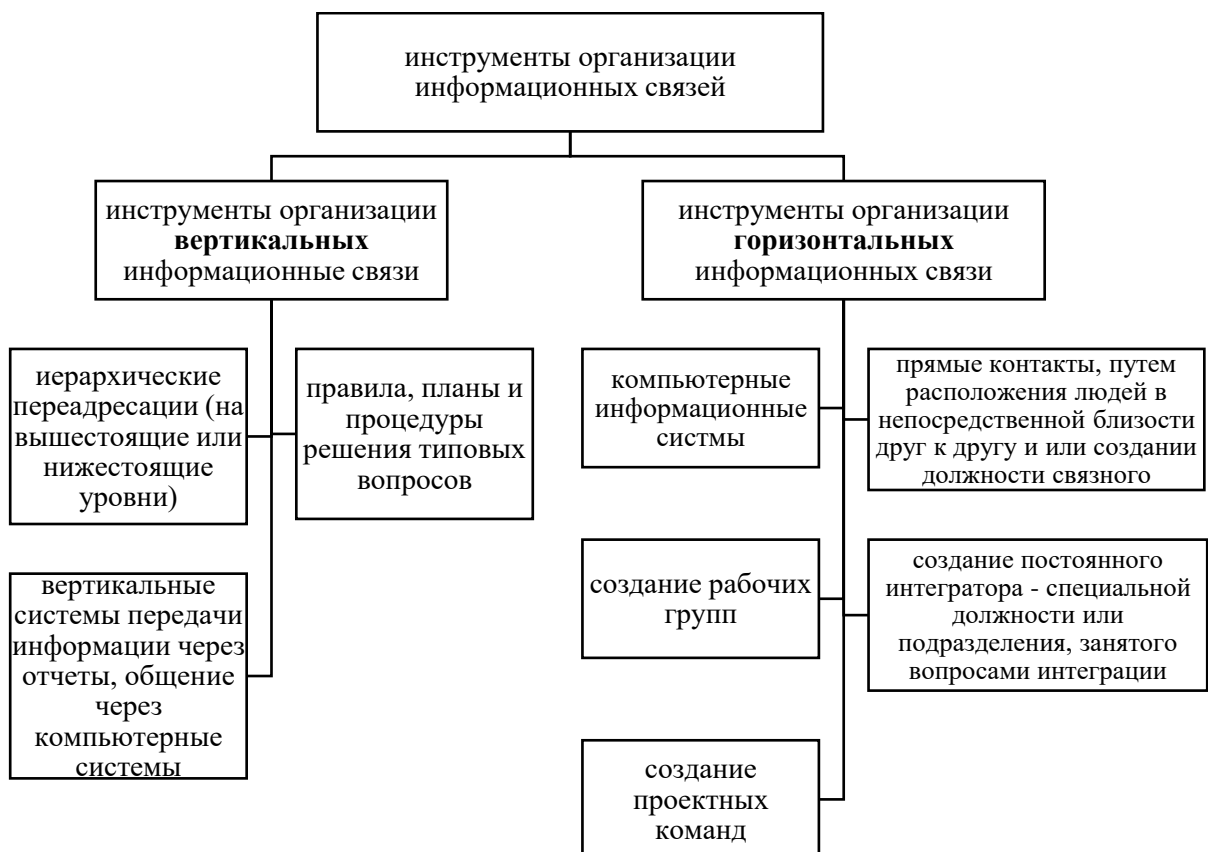 инструменты организации
информационных связей
инструменты организации
вертикальных
информационные связи
инструменты организации
горизонтальных
информационных связи
иерархические
переадресации (на
вышестоящие или
нижестоящие
уровни)
правила, планы и
процедуры
решения типовых
вопросов
вертикальные
системы передачи
информации через
отчеты, общение
через
компьютерные
системы
компьютерные
информационные
систмы
прямые контакты, путем
расположения людей в
непосредственной близости
друг к другу и или создании
должности связного
создание рабочих
групп
создание постоянного
интегратора - специальной
должности или
подразделения, занятого
вопросами интеграции
создание
проектных
команд